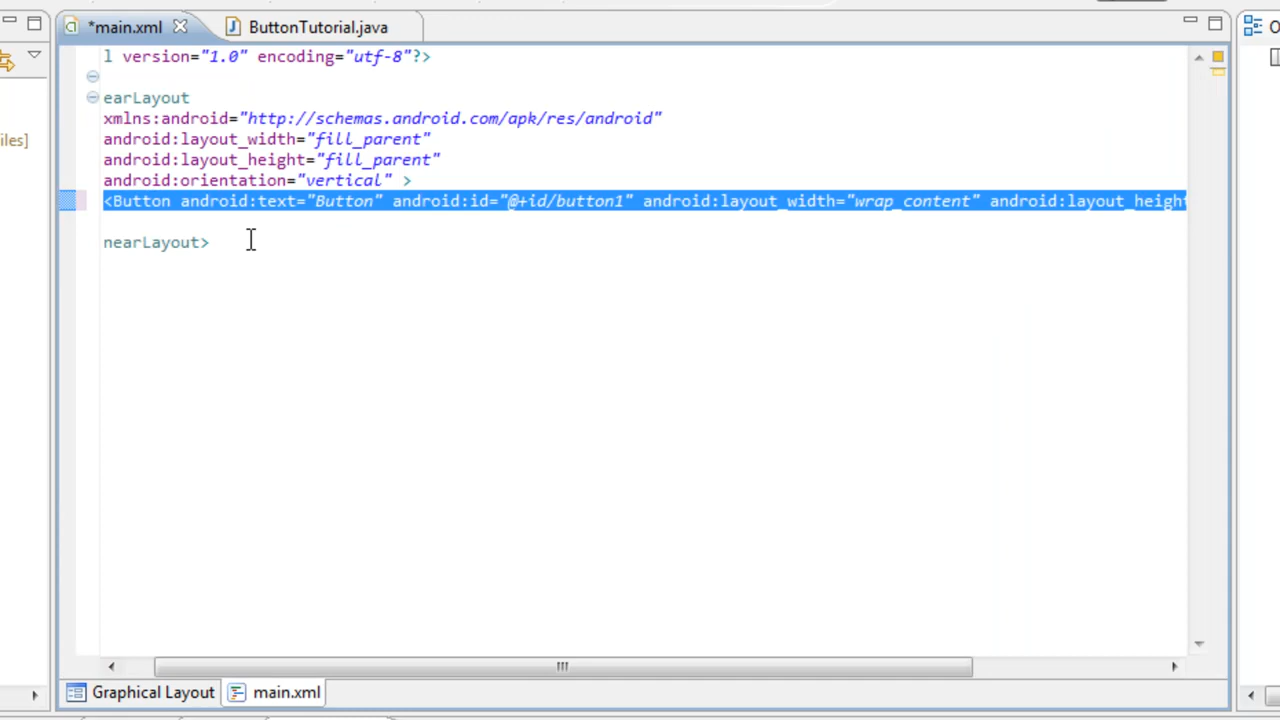 *main.xml
ButtonTutorial.java
l version="1.0" encoding="utf-8"?>
earLayout
xmlns:android="http://schemas.android.com/apk/res/android"
android:layout_width="fill_parent"
android:layout_height="fill_parent"
android:orientation="vertical" >
<Button android:text="Button" android:id="@+id/button1" android:layout_width="wrap_content" android:layout_height
nearLayout>
iles]
O
Graphical Layout
main.xml